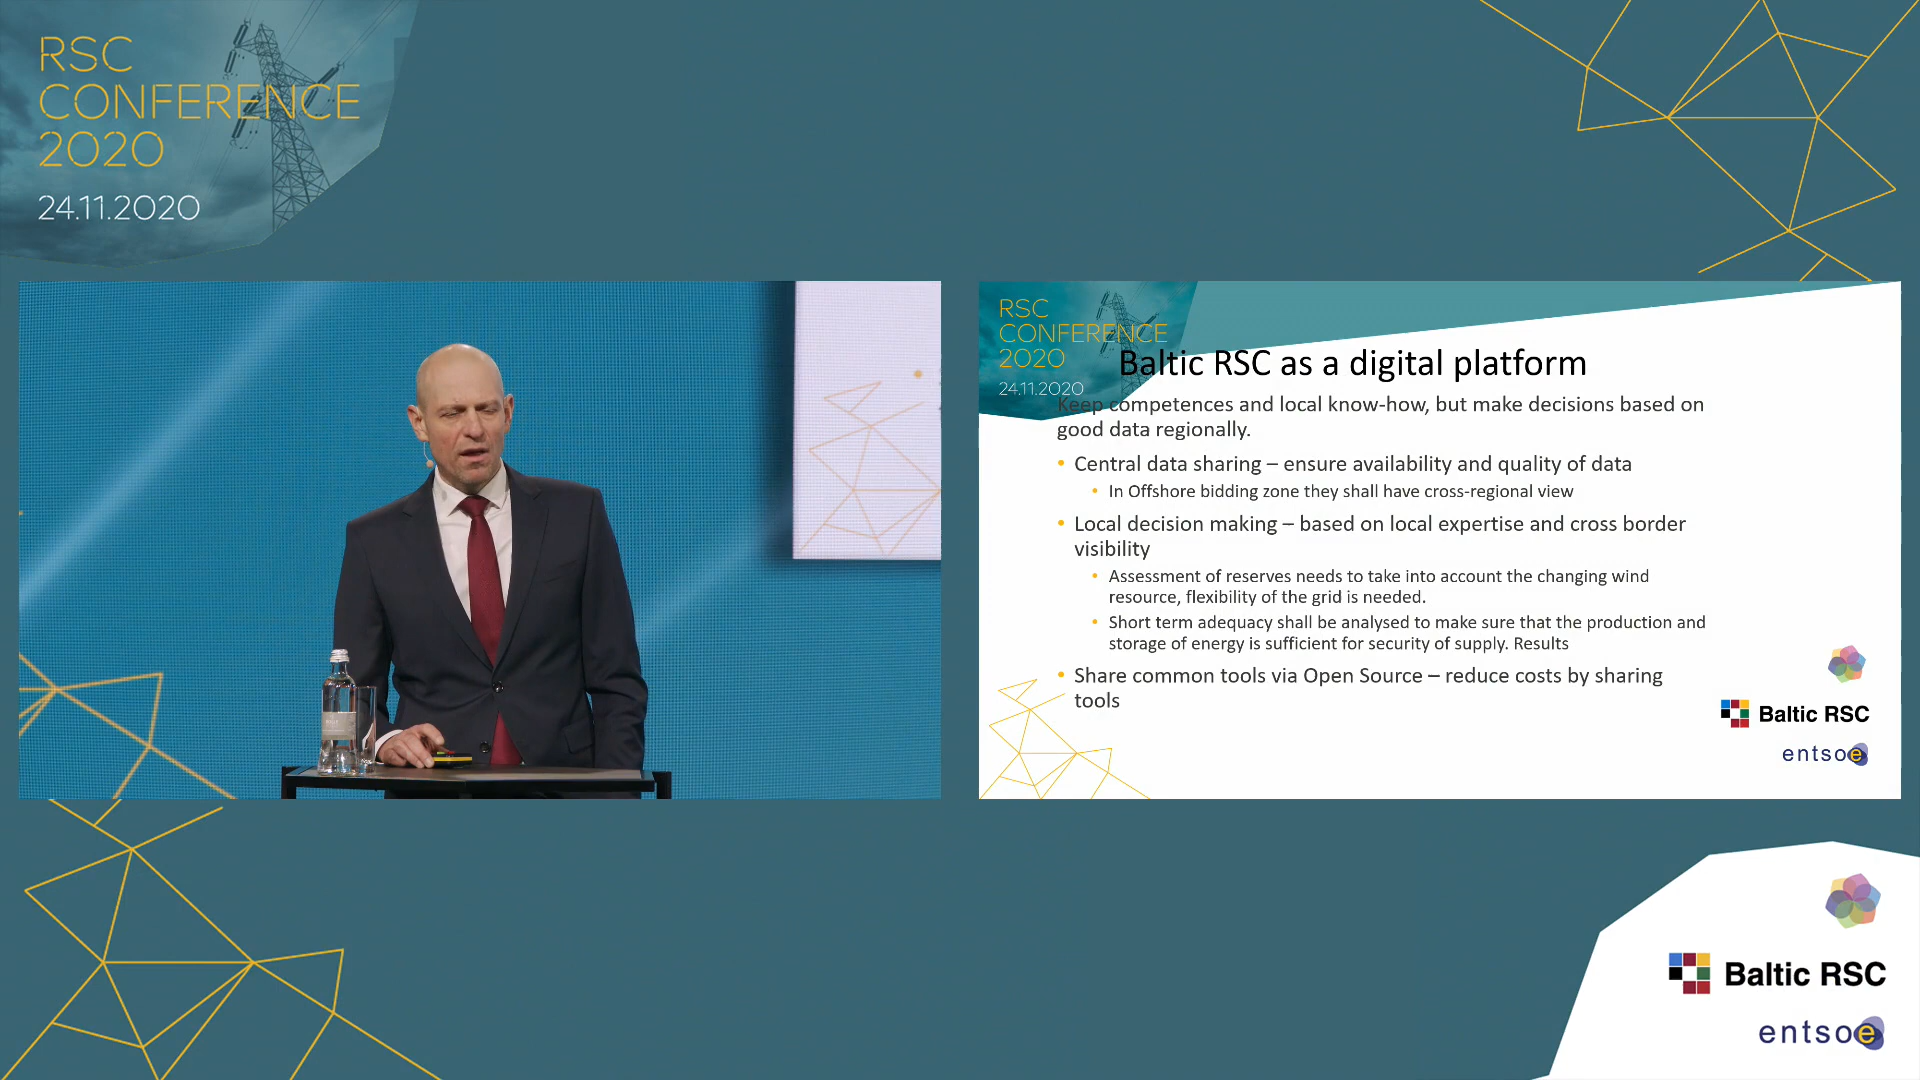 RSC
CONFERENCE
2020
24.11.2020
RSC
CONFERENCE
2020
24.11.2020
Baltic RSC as a digital platform
Keep competences and local know-how, but make decisions based on
good data regionally.
• Central data sharing – ensure availability and quality of data
• In Offshore bidding zone they shall have cross-regional view
• Local decision making – based on local expertise and cross border
visibility
• Assessment of reserves needs to take into account the changing wind
resource, flexibility of the grid is needed.
• Short term adequacy shall be analysed to make sure that the production and
storage of energy is sufficient for security of supply. Results
• Share common tools via Open Source – reduce costs by sharing
tools
Baltic RSC
entsoe
Baltic RSC
entsoe